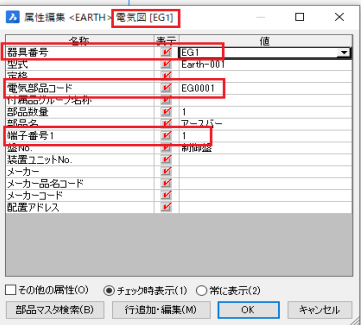 属性編集 <EARTH> 電気図 [EG1]
名称 表示 値
器具番号 EG1
型式 Earth-001
定格
電気部品コード EG0001
付属品グループ名称
部品数量 1
部品名 アースバー
端子番号1 1
盤No. 制御盤
装置ユニットNo.
メーカー
メーカー品名コード
メーカーコード
配置アドレス
その他の属性(O) チェック時表示(1) 常に表示(2)
部品マスタ検索(B) 行追加・編集(M) OK キャンセル